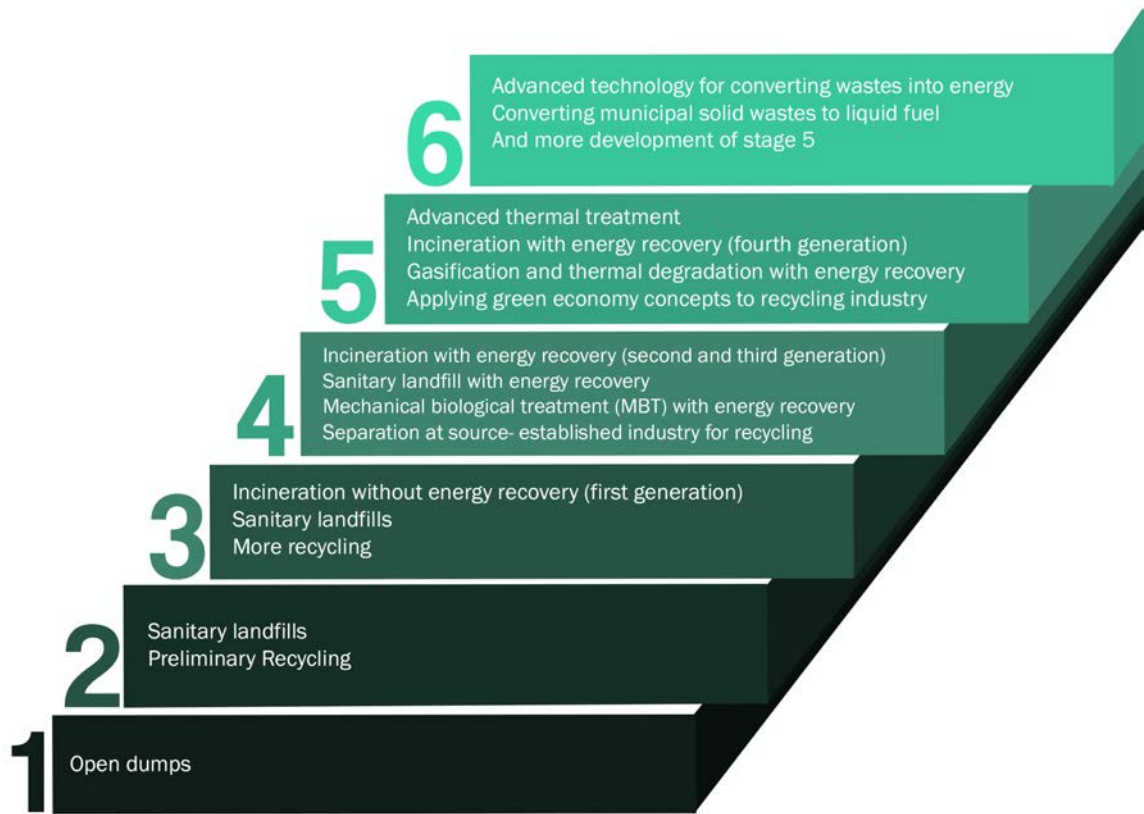 6
Advanced technology for converting wastes into energy
Converting municipal solid wastes to liquid fuel
And more development of stage 5
5
Advanced thermal treatment
Incineration with energy recovery (fourth generation)
Gasification and thermal degradation with energy recovery
Applying green economy concepts to recycling industry
4
Incineration with energy recovery (second and third generation)
Sanitary landfill with energy recovery
Mechanical biological treatment (MBT) with energy recovery
Separation at source- established industry for recycling
3
Incineration without energy recovery (first generation)
Sanitary landfills
More recycling
2
Sanitary landfills
Preliminary Recycling
1
Open dumps